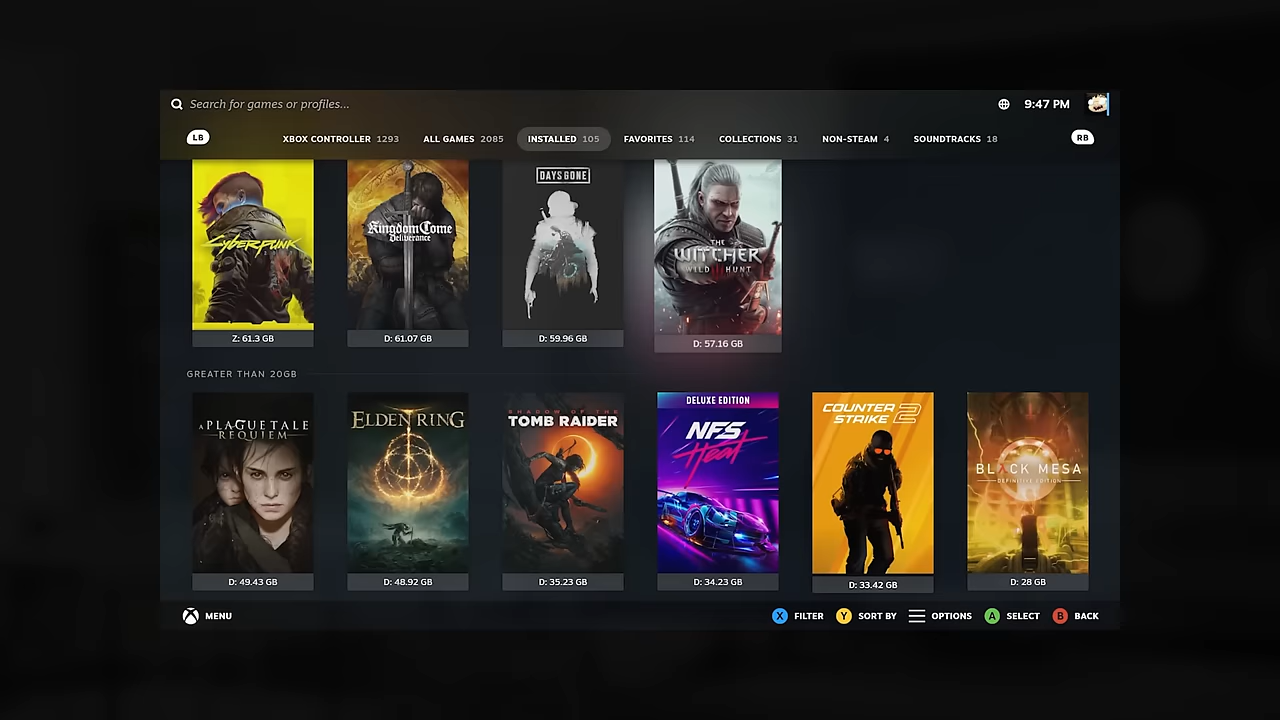 Search for games or profiles...
9:47 PM
LB
XBOX CONTROLLER 1293
ALL GAMES 2085
INSTALLED 105
FAVORITES 114
COLLECTIONS 31
NON-STEAM 4
SOUNDTRACKS 18
RB
CYBERPUNK
Kingdom Come
Deliverance
DAYS GONE
THE
WITCHER
WILD HUNT
Z: 61.3 GB
D: 61.07 GB
D: 59.96 GB
D: 57.16 GB
GREATER THAN 20GB
A PLAGUE TALE
REQUIEM
ELDEN RING
SHADOW OF THE
TOMB RAIDER
DELUXE EDITION
NFS
Heat
COUNTER
STRIKE 2
BLACK MESA
DEFINITIVE EDITION
D: 49.43 GB
D: 48.92 GB
D: 35.23 GB
D: 34.23 GB
D: 33.42 GB
D: 28 GB
MENU
X FILTER
Y SORT BY
OPTIONS
A SELECT
B BACK